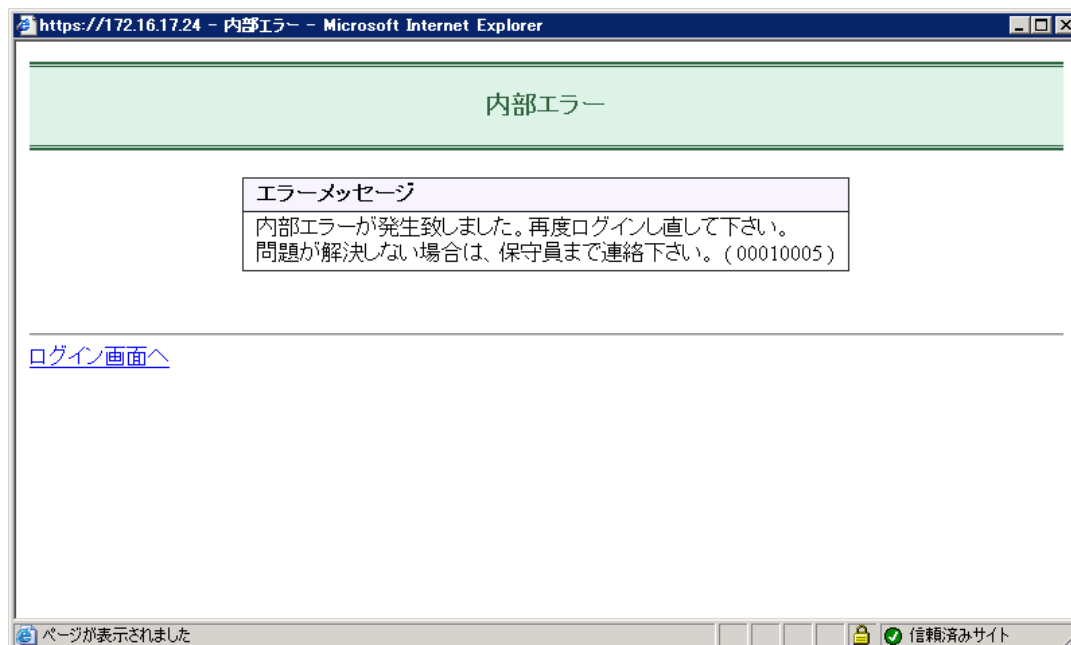 https://172.16.17.24 - 内部エラー - Microsoft Internet Explorer
内部エラー
エラーメッセージ
内部エラーが発生致しました。再度ログインし直して下さい。
問題が解決しない場合は、保守員まで連絡下さい。(00010005)
ログイン画面へ
ページが表示されました
信頼済みサイト